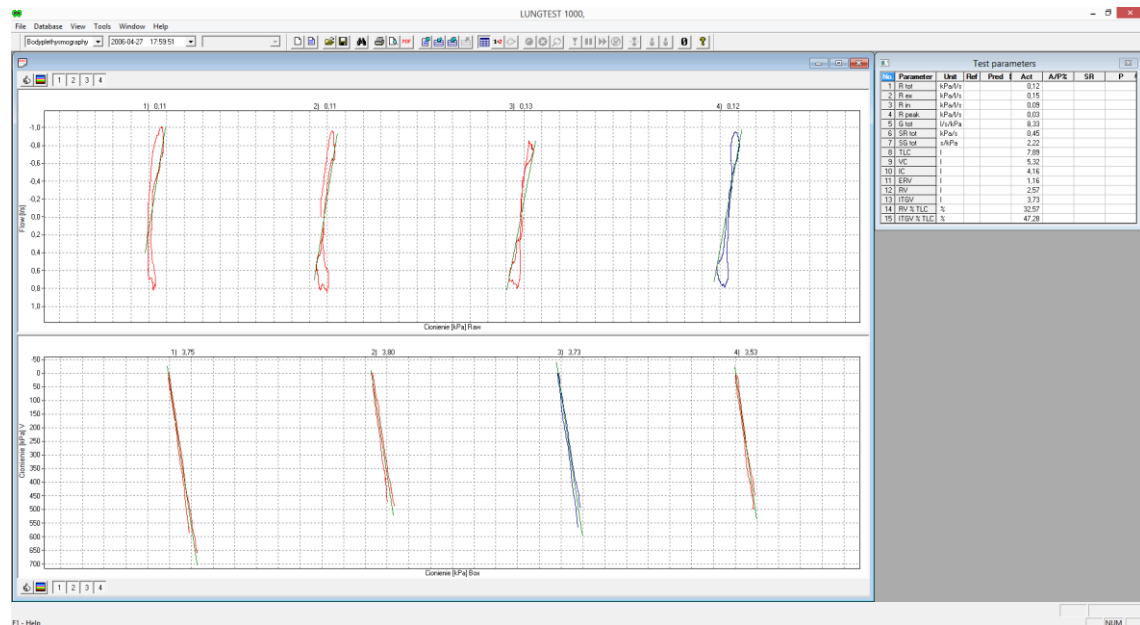 LUNGTEST 1000,
File Database View Tools Window Help
Bodyplethysmography 2006-04-27 17:59:51
1 2 3 4
1) 0,11 2) 0,11 3) 0,13 4) 0,12
-1,0
-0,8
-0,6
-0,4
-0,2
0,0
0,2
0,4
0,6
0,8
1,0
Flow [l/s]
Cionienie [kPa] Raw
1) 3,75 2) 3,80 3) 3,73 4) 3,53
-50
0
50
100
150
200
250
300
350
400
450
500
550
600
650
700
Cionienie [kPa] V
Cionienie [kPa] Box
1 2 3 4
Test parameters
No. Parameter Unit Ref Pred Act A/P% SR P
1 R tot kPa/l/s 0,12
2 R ex kPa/l/s 0,15
3 R in kPa/l/s 0,09
4 R peak kPa/l/s 0,03
5 G tot l/s/kPa 8,33
6 SR tot kPa/s 0,45
7 SG tot s/kPa 2,22
8 TLC l 7,89
9 VC l 5,32
10 IC l 4,16
11 ERV l 1,16
12 RV l 2,57
13 ITGV l 3,73
14 RV % TLC % 32,57
15 ITGV % TLC % 47,28
F1 - Help NUM